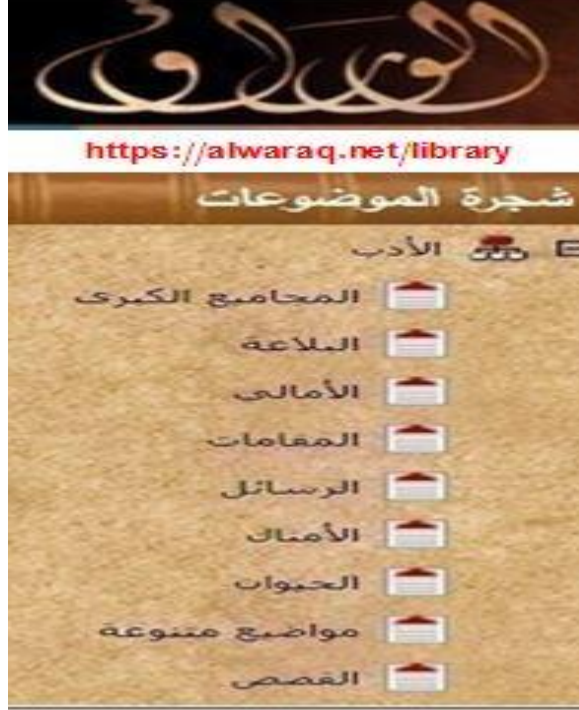 الوراق
https://alwaraq.net/library
شجرة الموضوعات
الأدب
المجاميع الكبرى
البلاغة
الأمالي
المقامات
الرسائل
الأمثال
الحيوان
مواضيع متنوعة
القصص